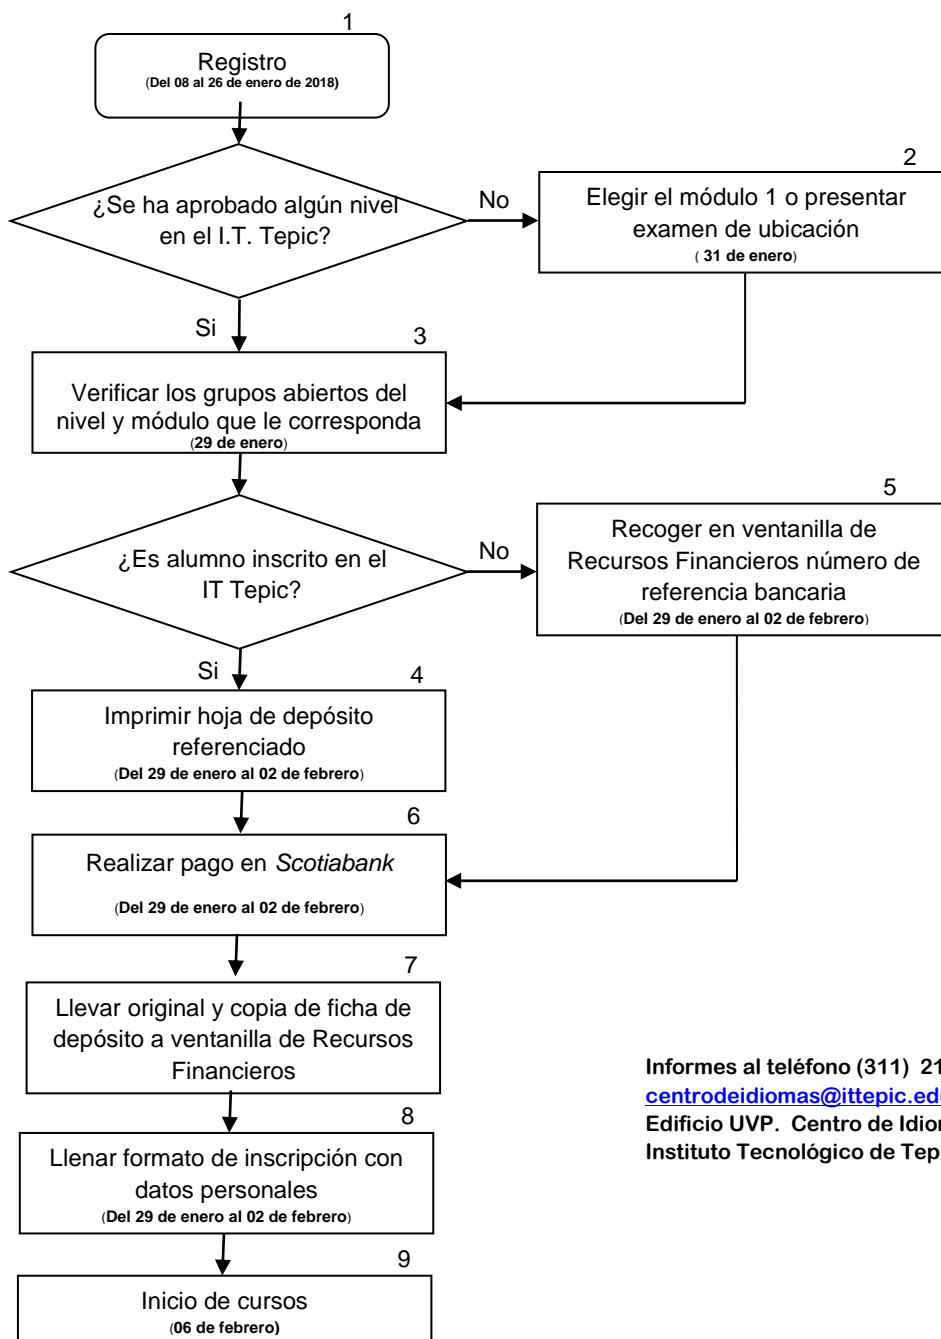 1
Registro
(Del 08 al 26 de enero de 2018)
¿Se ha aprobado algún nivel
en el I.T. Tepic?
No
2
Elegir el módulo 1 o presentar
examen de ubicación
( 31 de enero)
Si
3
Verificar los grupos abiertos del
nivel y módulo que le corresponda
(29 de enero)
¿Es alumno inscrito en el
IT Tepic?
No
5
Recoger en ventanilla de
Recursos Financieros número de
referencia bancaria
(Del 29 de enero al 02 de febrero)
Si
4
Imprimir hoja de depósito
referenciado
(Del 29 de enero al 02 de febrero)
6
Realizar pago en Scotiabank
(Del 29 de enero al 02 de febrero)
7
Llevar original y copia de ficha de
depósito a ventanilla de Recursos
Financieros
8
Llenar formato de inscripción con
datos personales
(Del 29 de enero al 02 de febrero)
9
Inicio de cursos
(06 de febrero)
Informes al teléfono (311) 21
centrodeidiomas@ittepic.ed
Edificio UVP. Centro de Idio
Instituto Tecnológico de Tep